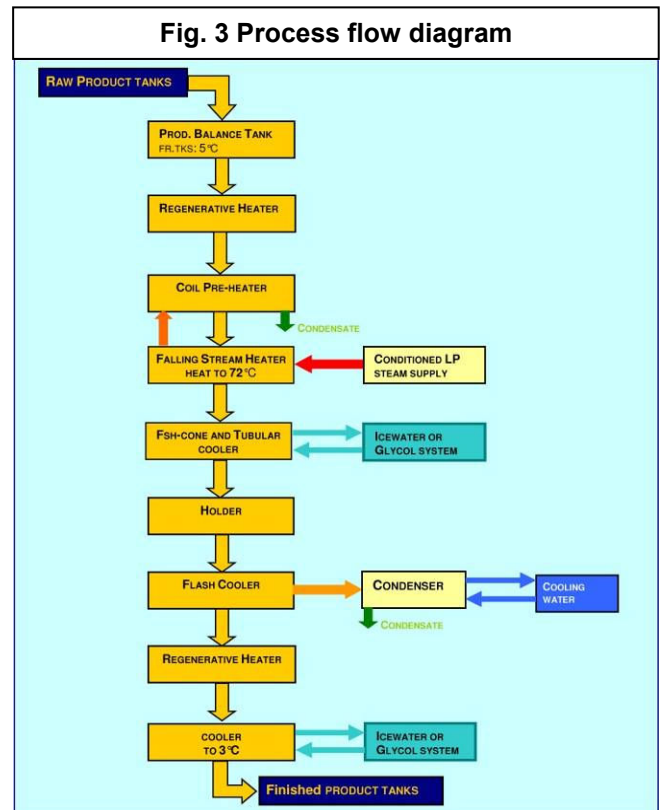 Fig. 3 Process flow diagram
RAW PRODUCT TANKS
PROD. BALANCE TANK
FR.TKS: 5°C
REGENERATIVE HEATER
COIL PRE-HEATER
CONDENSATE
FALLING STREAM HEATER
HEAT TO 72°C
CONDITIONED LP
STEAM SUPPLY
FSH-CONE AND TUBULAR
COOLER
ICEWATER OR
GLYCOL SYSTEM
HOLDER
FLASH COOLER
CONDENSER
COOLING
WATER
CONDENSATE
REGENERATIVE HEATER
COOLER
TO 3°C
ICEWATER OR
GLYCOL SYSTEM
Finished PRODUCT TANKS